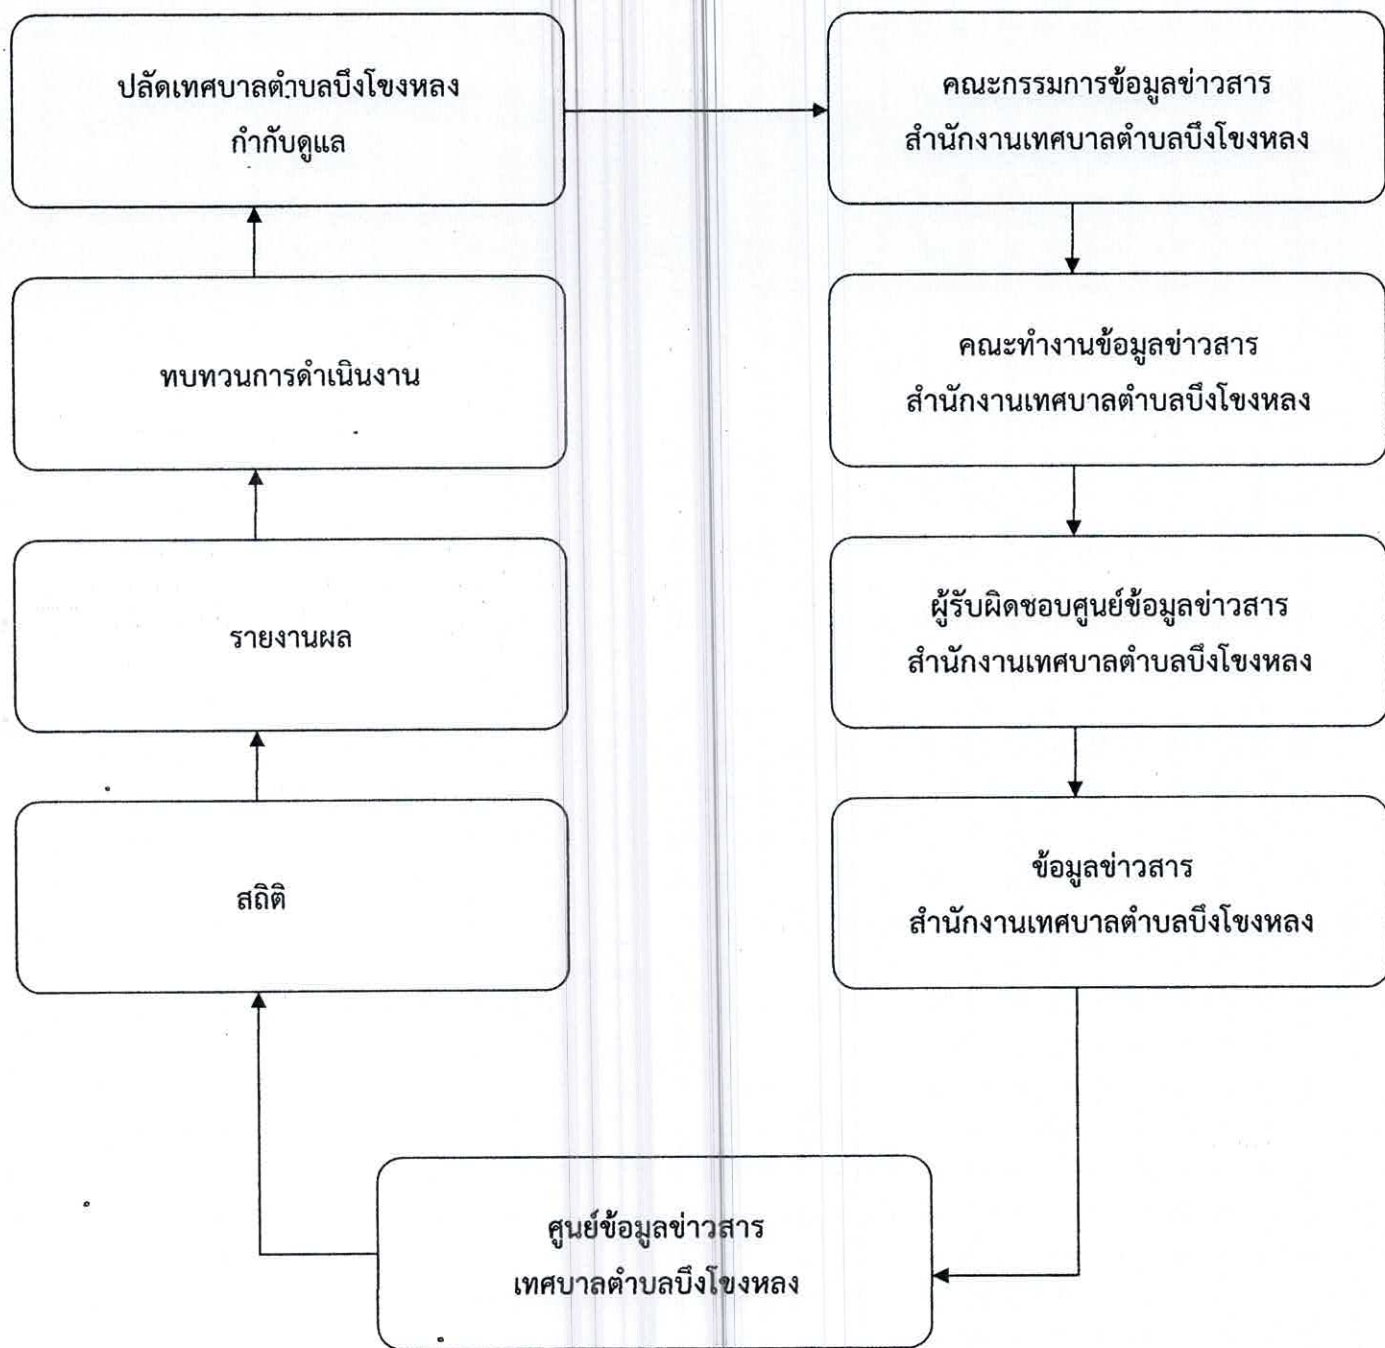 ปลัดเทศบาลตำบลบึงโขงหลง
กำกับดูแล
คณะกรรมการข้อมูลข่าวสาร
สำนักงานเทศบาลตำบลบึงโขงหลง
ทบทวนการดำเนินงาน
คณะทำงานข้อมูลข่าวสาร
สำนักงานเทศบาลตำบลบึงโขงหลง
รายงานผล
ผู้รับผิดชอบศูนย์ข้อมูลข่าวสาร
สำนักงานเทศบาลตำบลบึงโขงหลง
สถิติ
ข้อมูลข่าวสาร
สำนักงานเทศบาลตำบลบึงโขงหลง
ศูนย์ข้อมูลข่าวสาร
เทศบาลตำบลบึงโขงหลง